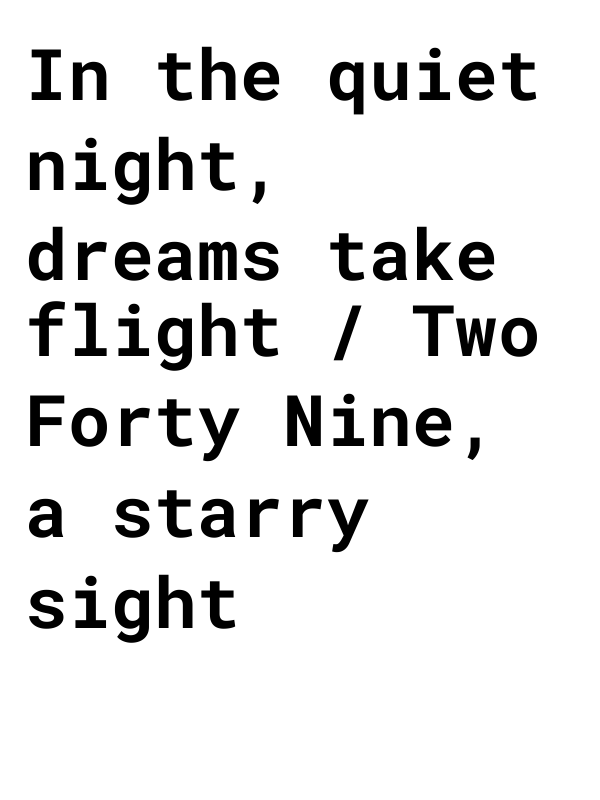 In the quiet
night,
dreams take
flight / Two
Forty Nine,
a starry
sight